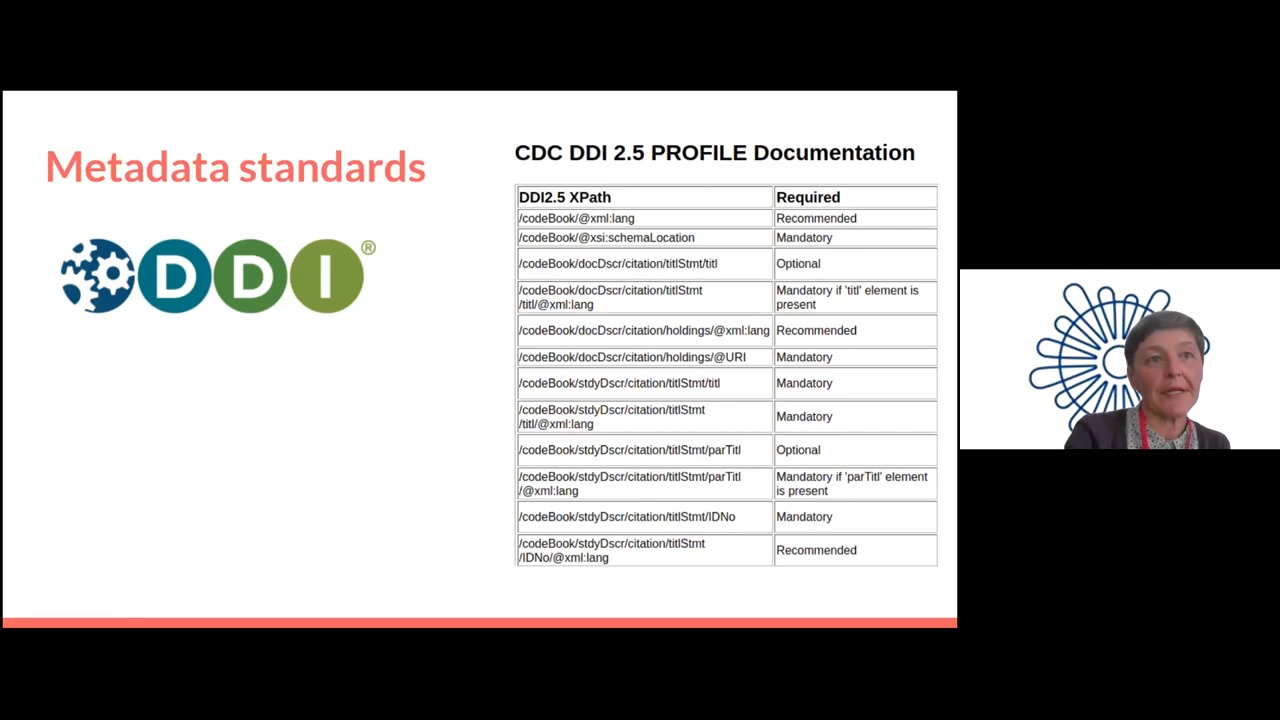 Metadata standards
DDI®
CDC DDI 2.5 PROFILE Documentation
DDI2.5 XPath Required
/codeBook/@xml:lang Recommended
/codeBook/@xsi:schemaLocation Mandatory
/codeBook/docDscr/citation/titlStmt/titl Optional
/codeBook/docDscr/citation/titlStmt Mandatory if 'titl' element is
/titl/@xml:lang present
/codeBook/docDscr/citation/holdings/@xml:lang Recommended
/codeBook/docDscr/citation/holdings/@URI Mandatory
/codeBook/stdyDscr/citation/titlStmt/titl Mandatory
/codeBook/stdyDscr/citation/titlStmt
/titl/@xml:lang Mandatory
/codeBook/stdyDscr/citation/titlStmt/parTitl Optional
/codeBook/stdyDscr/citation/titlStmt/parTitl Mandatory if 'parTitl' element
/@xml:lang is present
/codeBook/stdyDscr/citation/titlStmt/IDNo Mandatory
/codeBook/stdyDscr/citation/titlStmt
/IDNo/@xml:lang Recommended